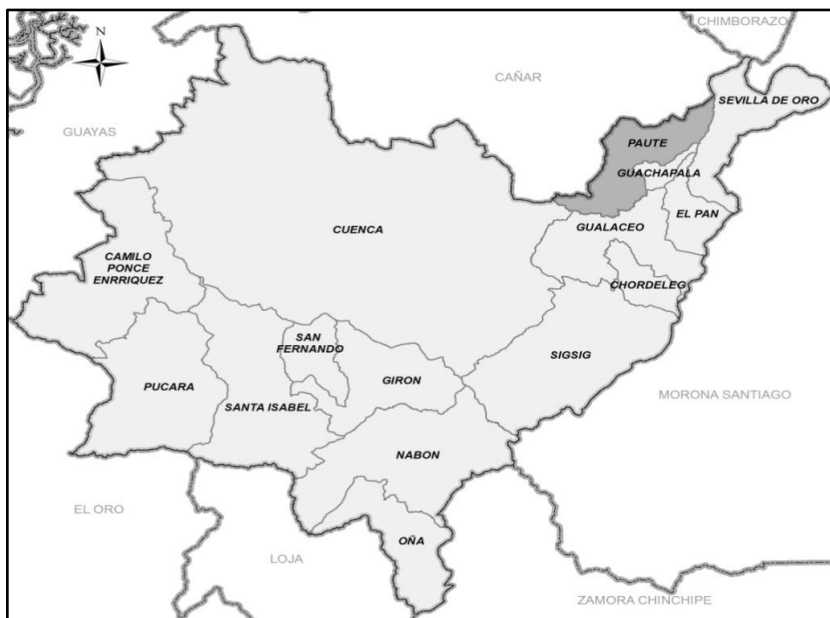 CHIMBORAZO
N
CAÑAR
SEVILLA DE ORO
GUAYAS
PAUTE
GUACHAPALA
EL PAN
GUALACEO
CUENCA
CAMILO
PONCE
ENRRIQUEZ
CHORDELEG
SAN
FERNANDO
SIGSIG
PUCARA
GIRON
MORONA SANTIAGO
SANTA ISABEL
NABON
EL ORO
OÑA
LOJA
ZAMORA CHINCHIPE